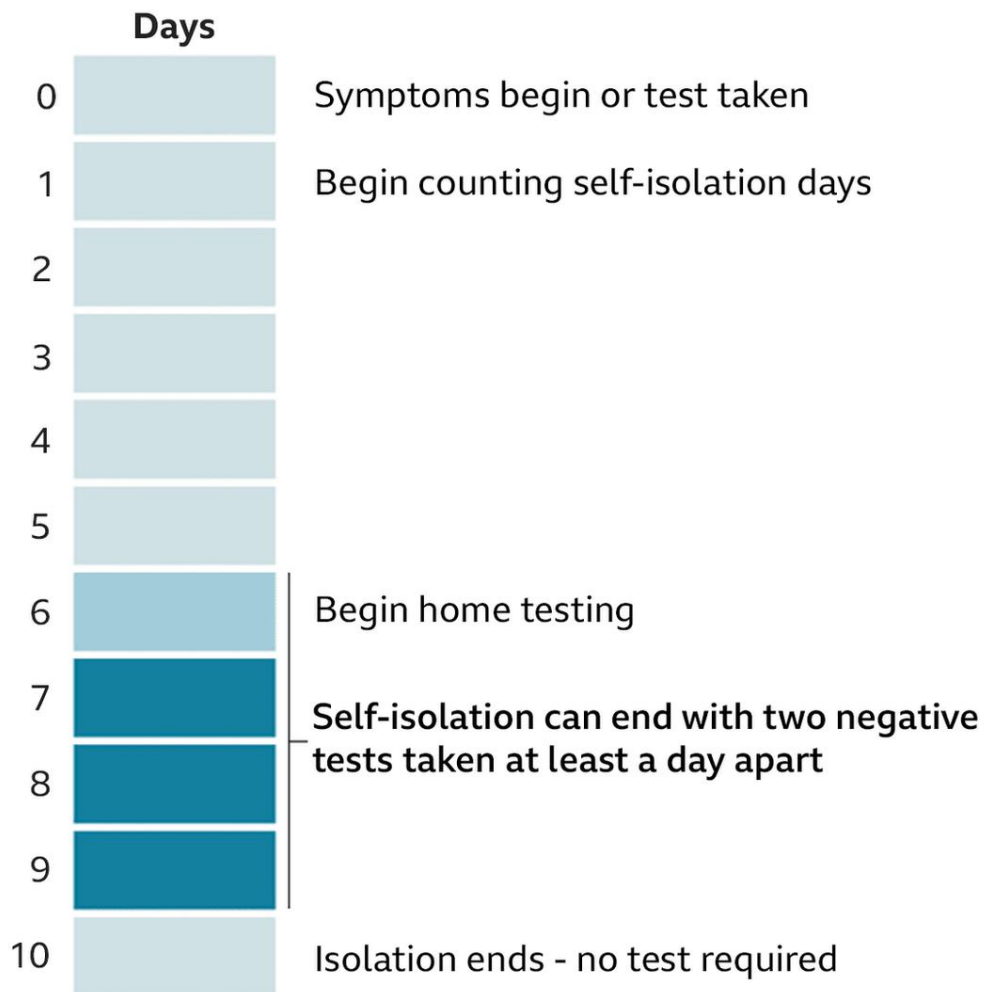 Days
0 Symptoms begin or test taken
1 Begin counting self-isolation days
2
3
4
5
6 Begin home testing
7
Self-isolation can end with two negative
tests taken at least a day apart
8
9
10 Isolation ends - no test required